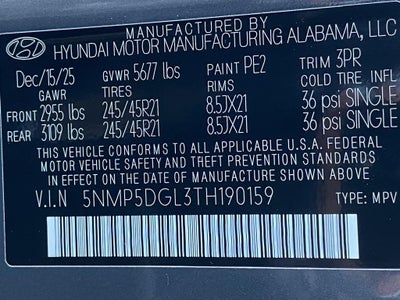 MANUFACTURED BY
HYUNDAI MOTOR MANUFACTURING ALABAMA, LLC
Dec/15/25 GVWR 5677 lbs PAINT PE2 TRIM 3PR
GAWR TIRES RIMS COLD TIRE INFL
FRONT 2955 lbs 245/45R21 8.5JX21 36 psi SINGLE
REAR 3109 lbs 245/45R21 8.5JX21 36 psi SINGLE
THIS VEHICLE COMPLIES TO ALL APPLICABLE U.S.A. FEDERAL
MOTOR VEHICLE SAFETY AND THEFT PREVENTION STANDARDS
IN EFFECT ON THE DATE OF MANUFACTURE SHOWN ABOVE
V.I.N 5NMP5DGL3TH190159 TYPE: MPV